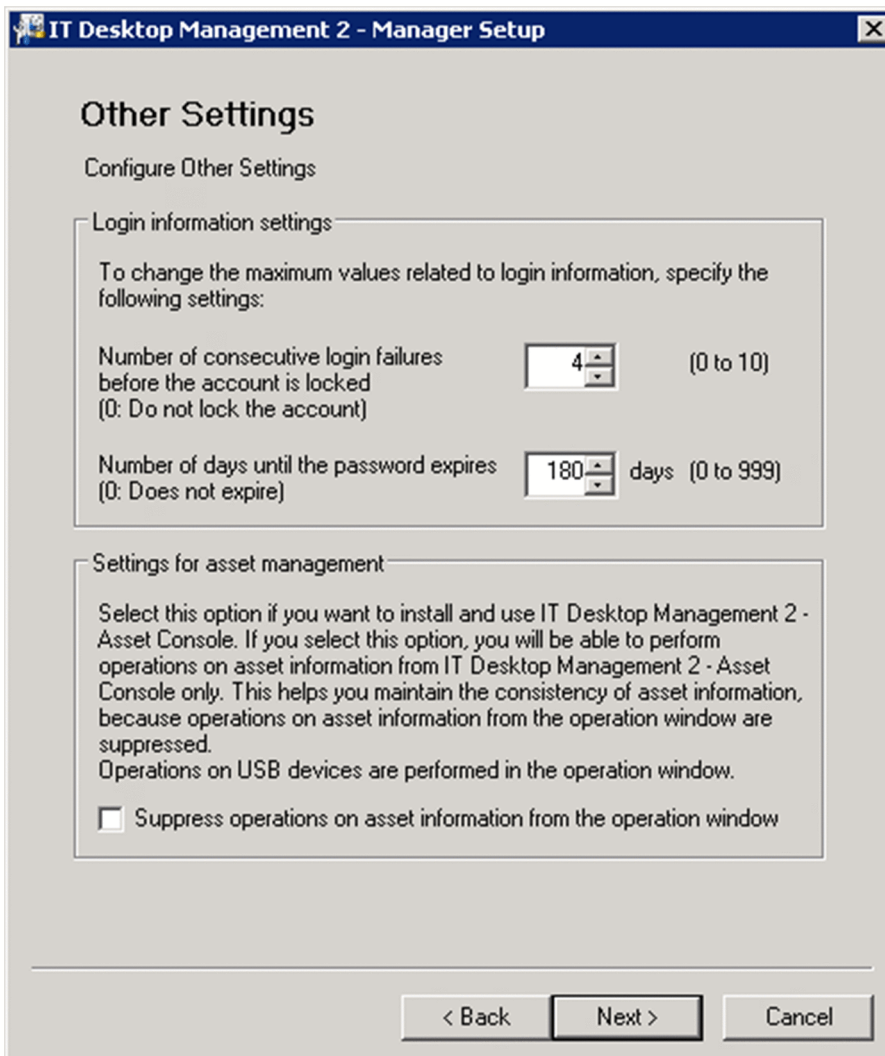 IT Desktop Management 2 - Manager Setup
Other Settings
Configure Other Settings
Login information settings
To change the maximum values related to login information, specify the
following settings:
Number of consecutive login failures
before the account is locked
(0: Do not lock the account)
4 (0 to 10)
Number of days until the password expires
(0: Does not expire)
180 days (0 to 999)
Settings for asset management
Select this option if you want to install and use IT Desktop Management 2 -
Asset Console. If you select this option, you will be able to perform
operations on asset information from IT Desktop Management 2 - Asset
Console only. This helps you maintain the consistency of asset information,
because operations on asset information from the operation window are
suppressed.
Operations on USB devices are performed in the operation window.
Suppress operations on asset information from the operation window
< Back Next > Cancel